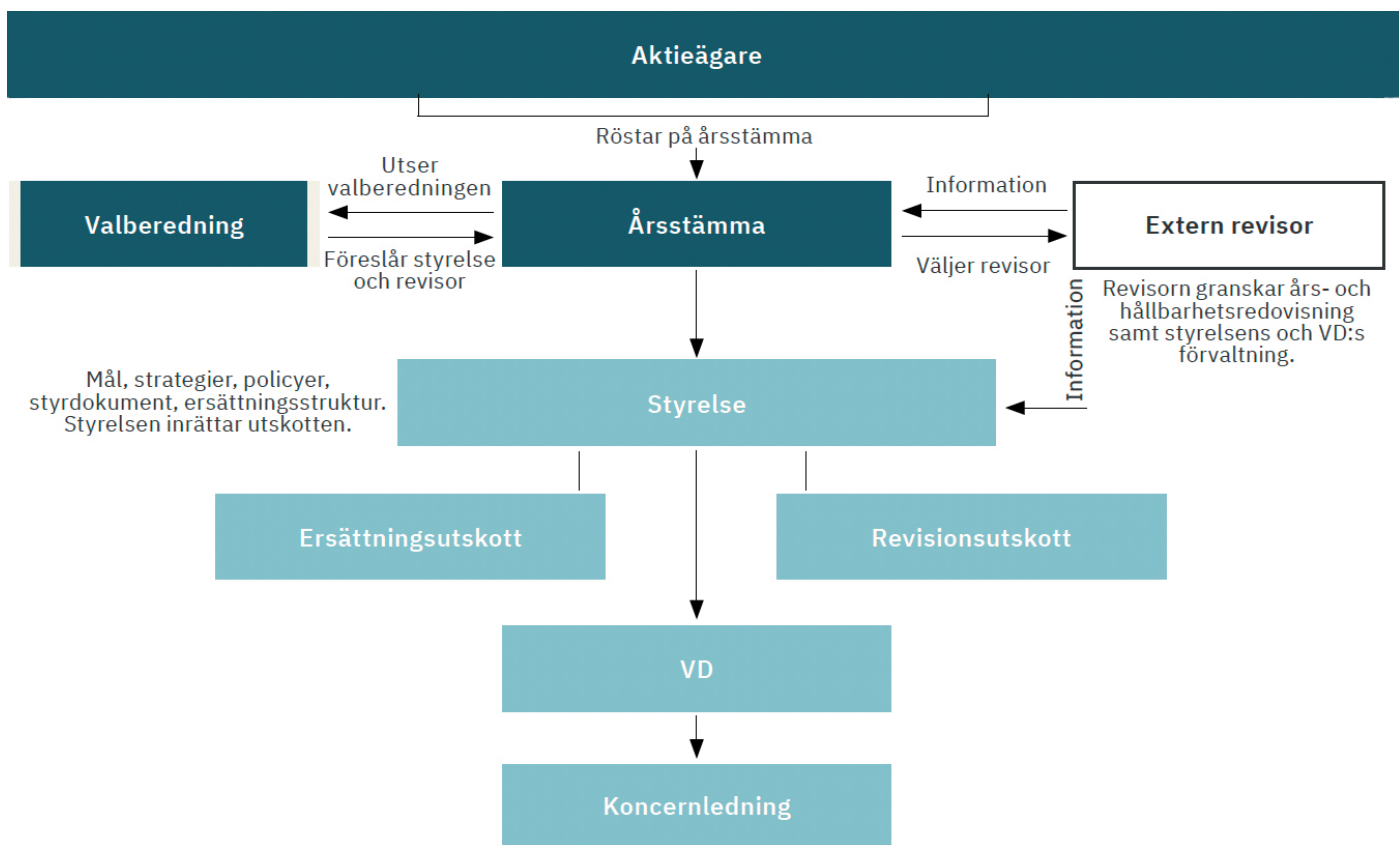 Aktieägare
Röstar på årsstämma
Utser
valberedningen
Information
Valberedning
Årsstämma
Extern revisor
Föreslår styrelse
och revisor
Väljer revisor
Revisorn granskar års- och
hållbarhetsredovisning
samt styrelsens och VD:s
förvaltning.
Information
Mål, strategier, policyer,
styrdokument, ersättningsstruktur.
Styrelsen inrättar utskotten.
Styrelse
Ersättningsutskott
Revisionsutskott
VD
Koncernledning